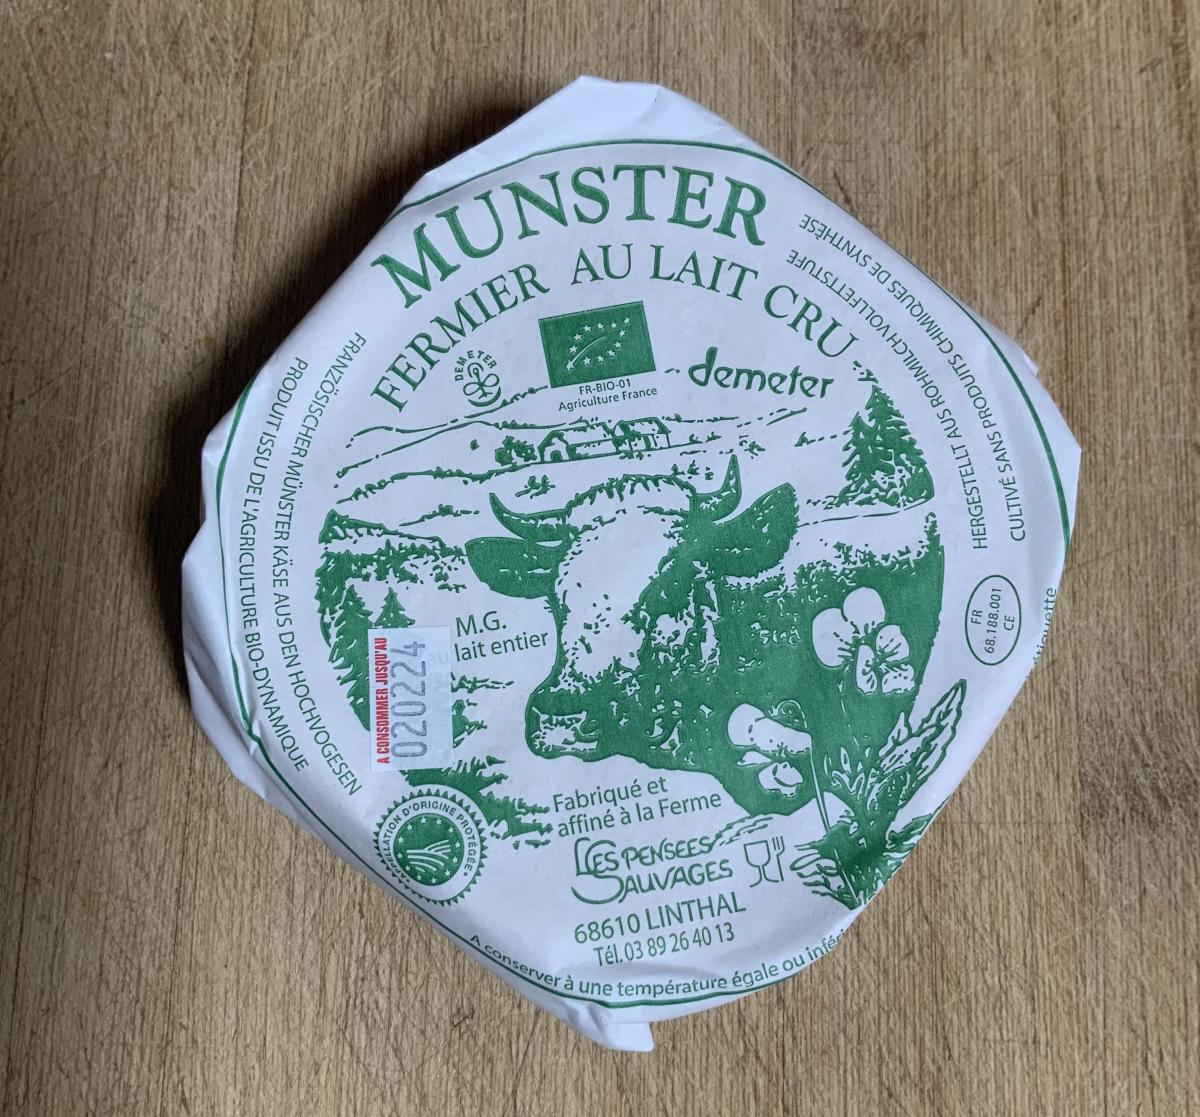 MUNSTER
FERMIER AU LAIT CRU
DEMETER
FR-BIO-01
Agriculture France
demeter
FRANZÖSISCHER MÜNSTER KÄSE AUS DEN HOCHVOGESEN
PRODUIT ISSU DE L'AGRICULTURE BIO-DYNAMIQUE
HERGESTELLT AUS ROHMILCH VOLLFETTSTUFE
CULTIVÉ SANS PRODUITS CHIMIQUES DE SYNTHÈSE
FR
68.188.001
CE
M.G.
lait entier
A CONSOMMER JUSQU'AU
020224
APPELLATION D'ORIGINE PROTÉGÉE
Fabriqué et
affiné à la Ferme
LES PENSEES
SAUVAGES
68610 LINTHAL
Tél. 03 89 26 40 13
A conserver à une température égale ou